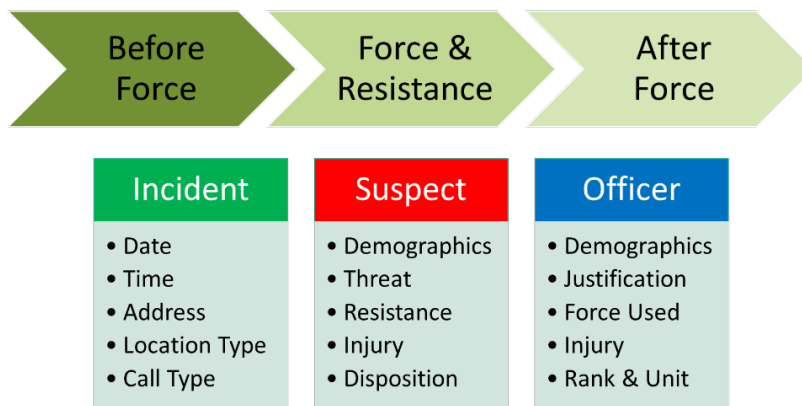 Before
Force
Force &
Resistance
After
Force
Incident
• Date
• Time
• Address
• Location Type
• Call Type
Suspect
• Demographics
• Threat
• Resistance
• Injury
• Disposition
Officer
• Demographics
• Justification
• Force Used
• Injury
• Rank & Unit